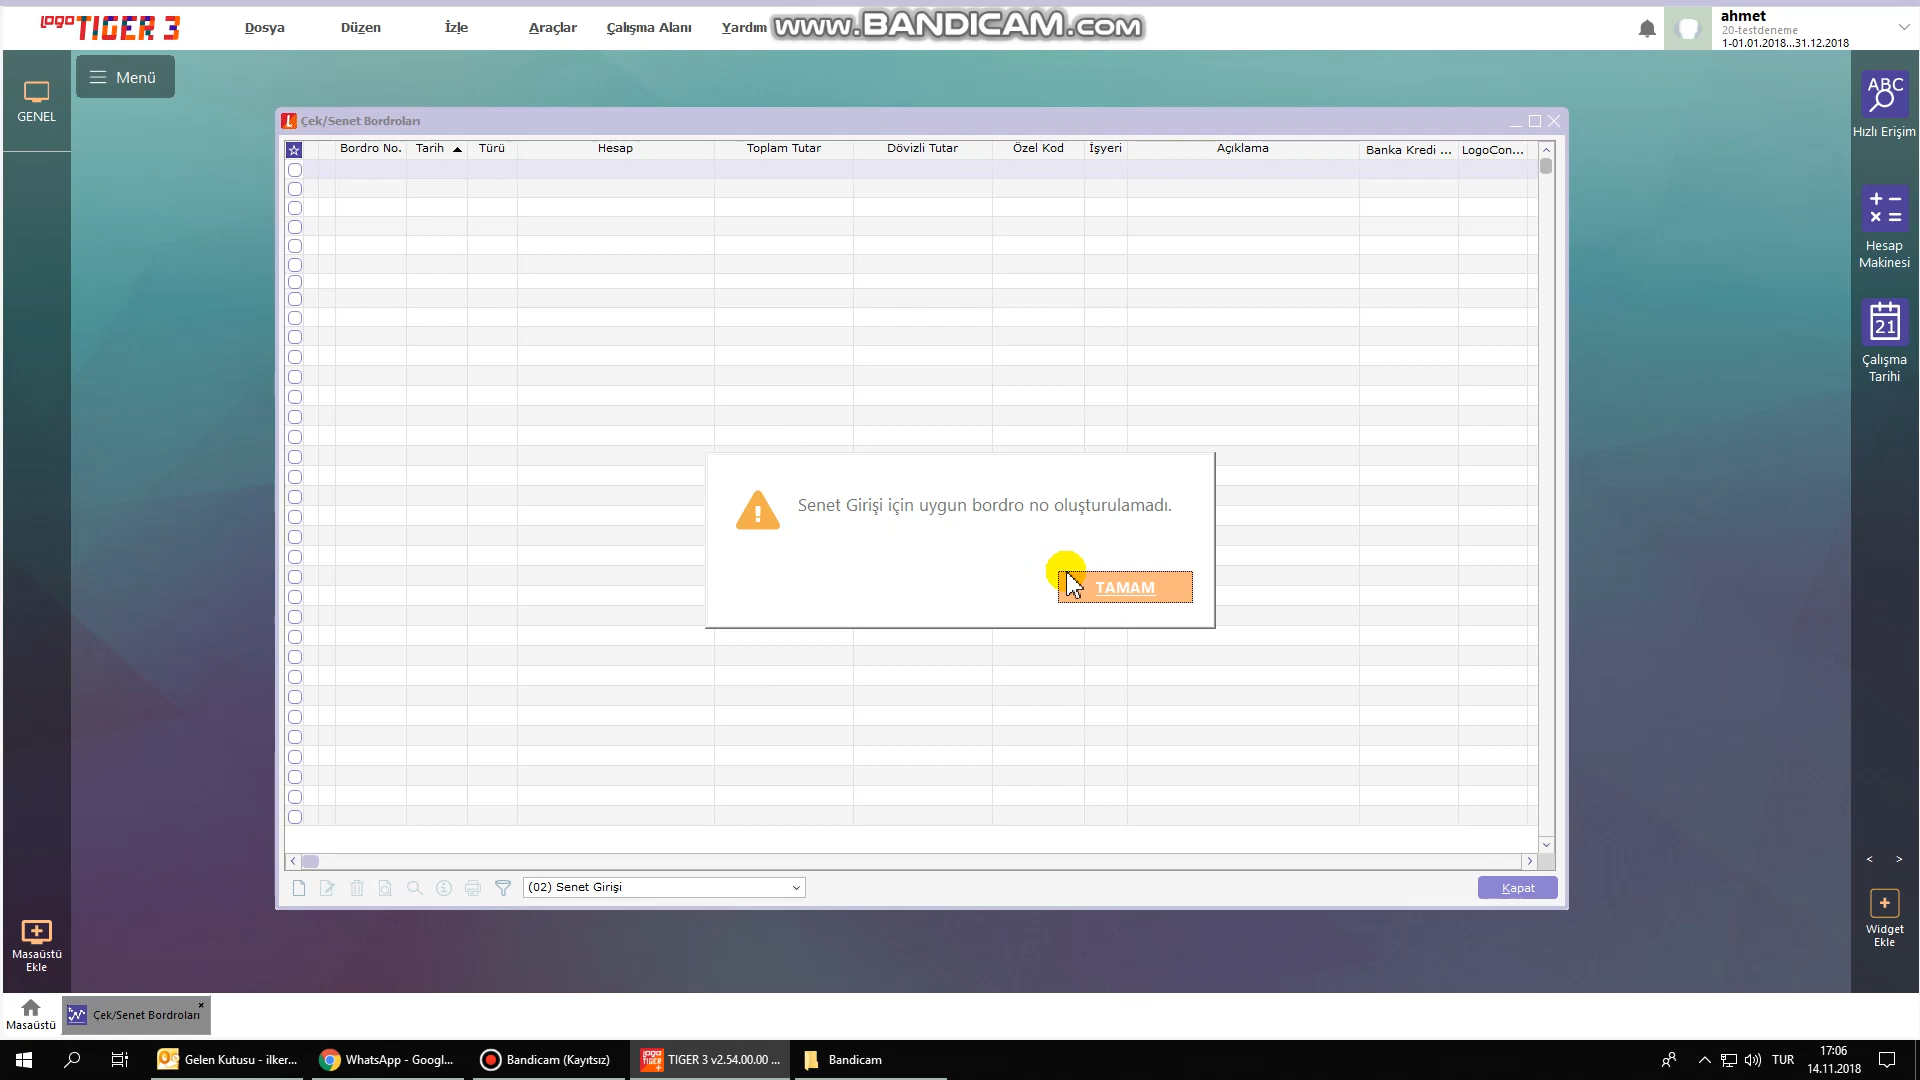 LOGO TIGER 3
Dosya Düzen İzle Araçlar Çalışma Alanı Yardım
www.BANDICAM.com
ahmet
20-testdeneme
1-01.01.2018...31.12.2018
GENEL
Menü
ABC
Hızlı Erişim
Hesap
Makinesi
21
Çalışma
Tarihi
Çek/Senet Bordroları
Bordro No. Tarih Türü Hesap Toplam Tutar Dövizli Tutar Özel Kod İşyeri Açıklama Banka Kredi ... LogoCon...
Senet Girişi için uygun bordro no oluşturulamadı.
TAMAM
(02) Senet Girişi
Kapat
Masaüstü
Ekle
Widget
Ekle
Masaüstü
Çek/Senet Bordroları
Gelen Kutusu - ilker...
WhatsApp - Googl...
Bandicam (Kayıtsız)
TIGER 3 v2.54.00.00 ...
Bandicam
TUR
17:06
14.11.2018